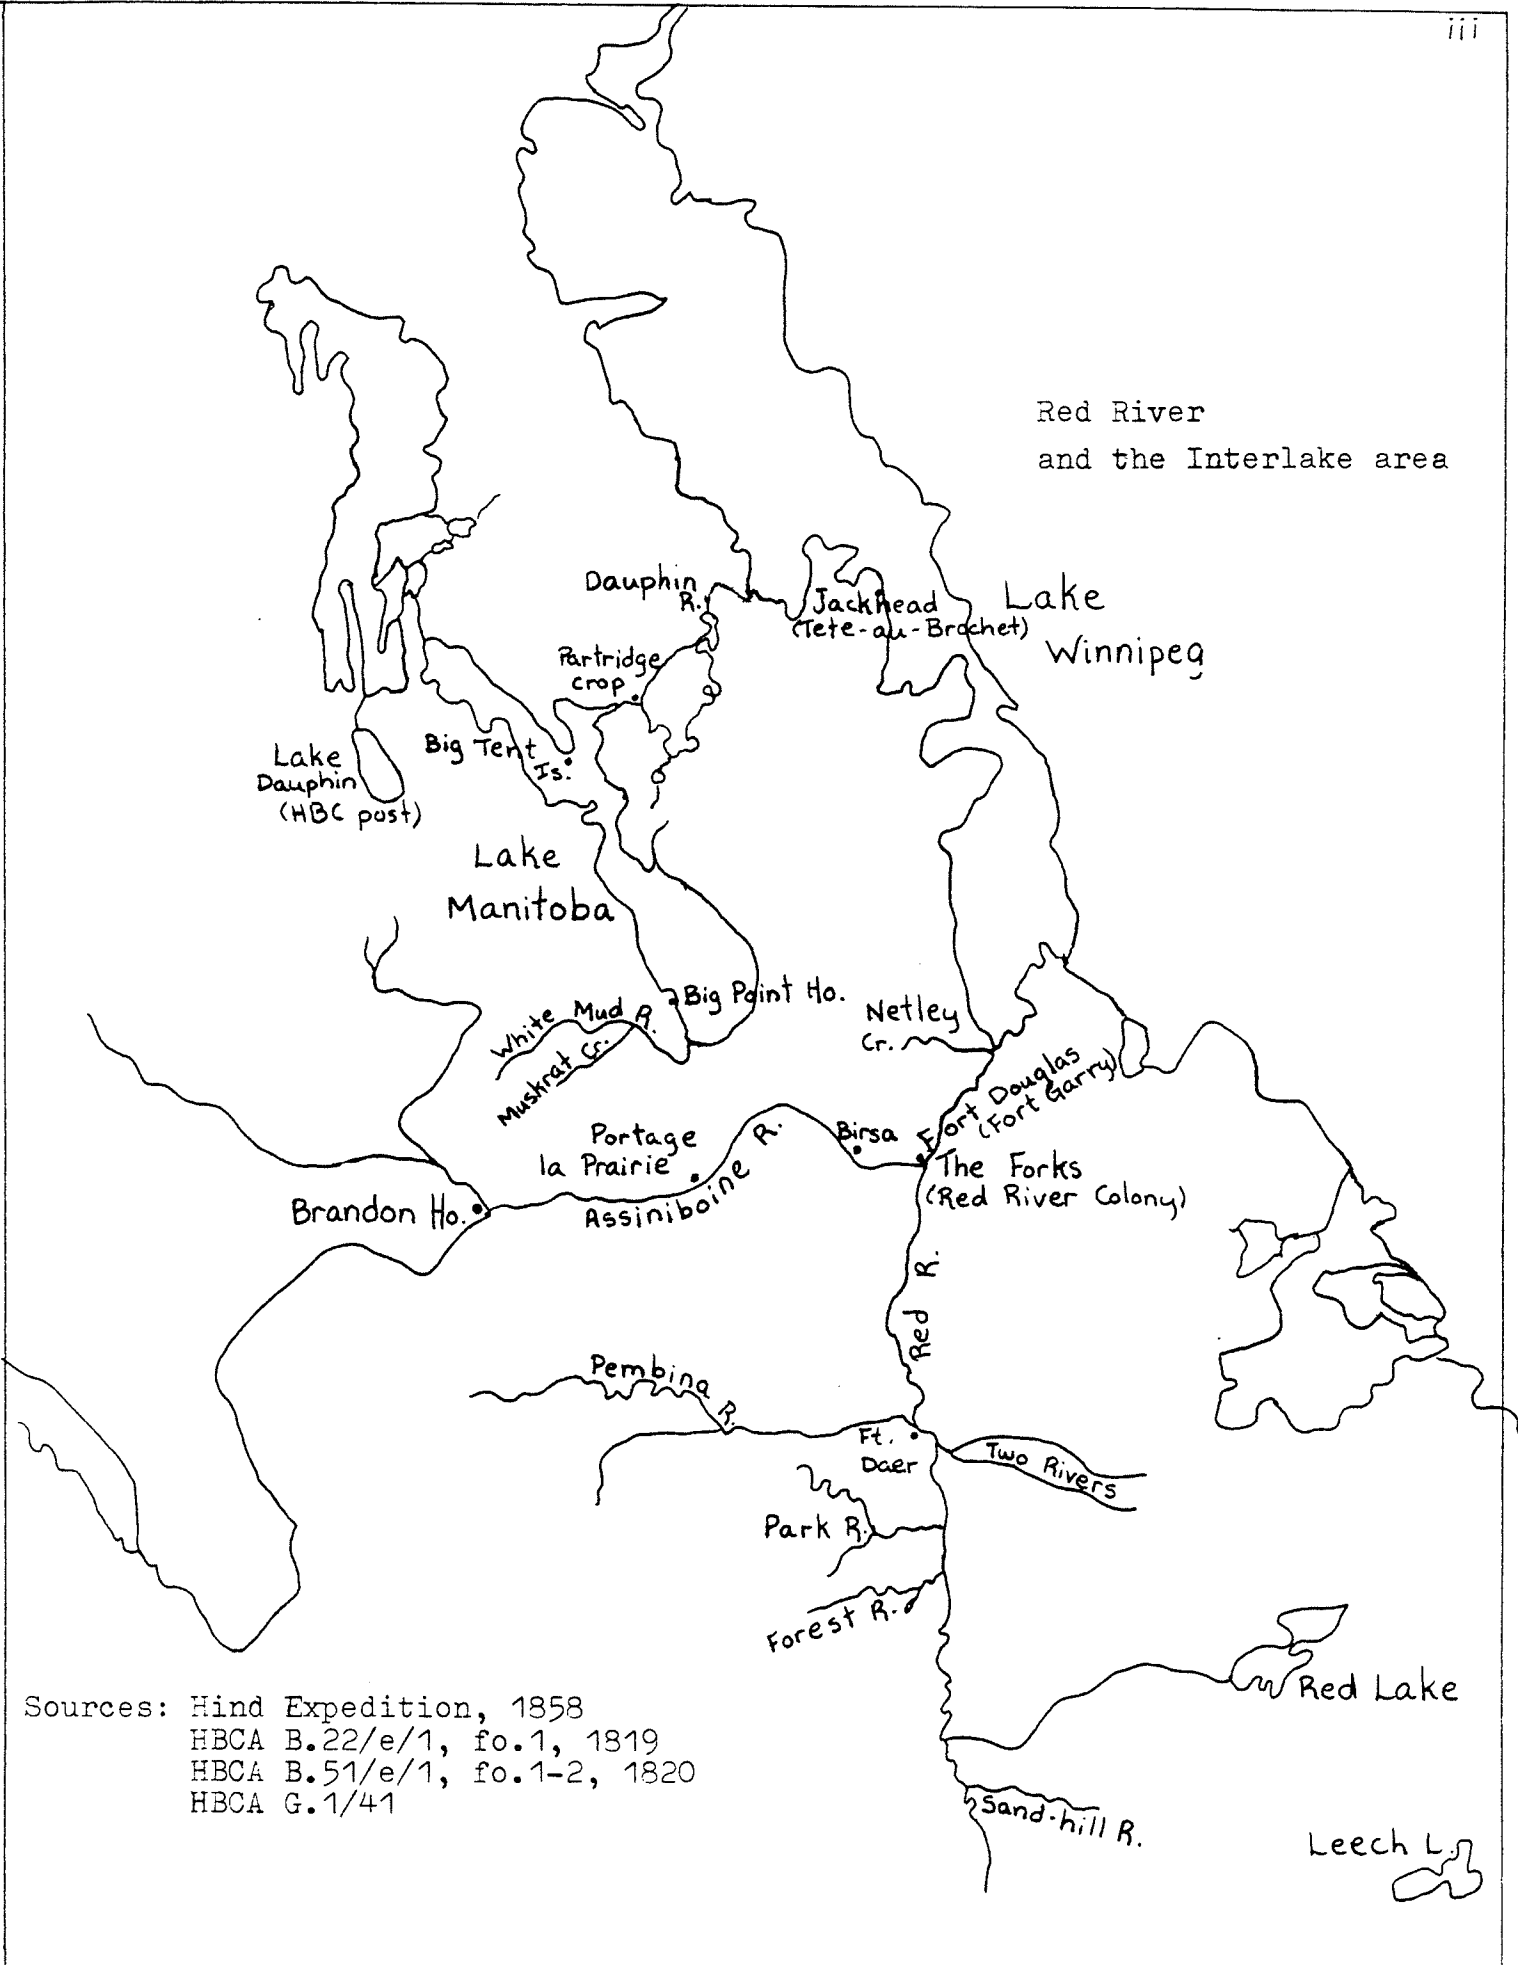 iii
Red River
and the Interlake area
Dauphin
R.
Jackhead
(Tete-au-Brochet)
Lake
Winnipeg
Partridge
crop
Big Tent
Is.
Lake
Dauphin
(HBC post)
Lake
Manitoba
Big Point Ho.
White Mud R.
Muskrat Cr.
Netley
Cr.
Fort Douglas
(Fort Garry)
Portage
la Prairie
Assiniboine R.
Birsa
The Forks
(Red River Colony)
Brandon Ho.
Red R.
Pembina R.
Ft.
Daer
Two Rivers
Park R.
Forest R.
Red Lake
Sand-hill R.
Leech L.
Sources: Hind Expedition, 1858
HBCA B.22/e/1, fo.1, 1819
HBCA B.51/e/1, fo.1-2, 1820
HBCA G.1/41